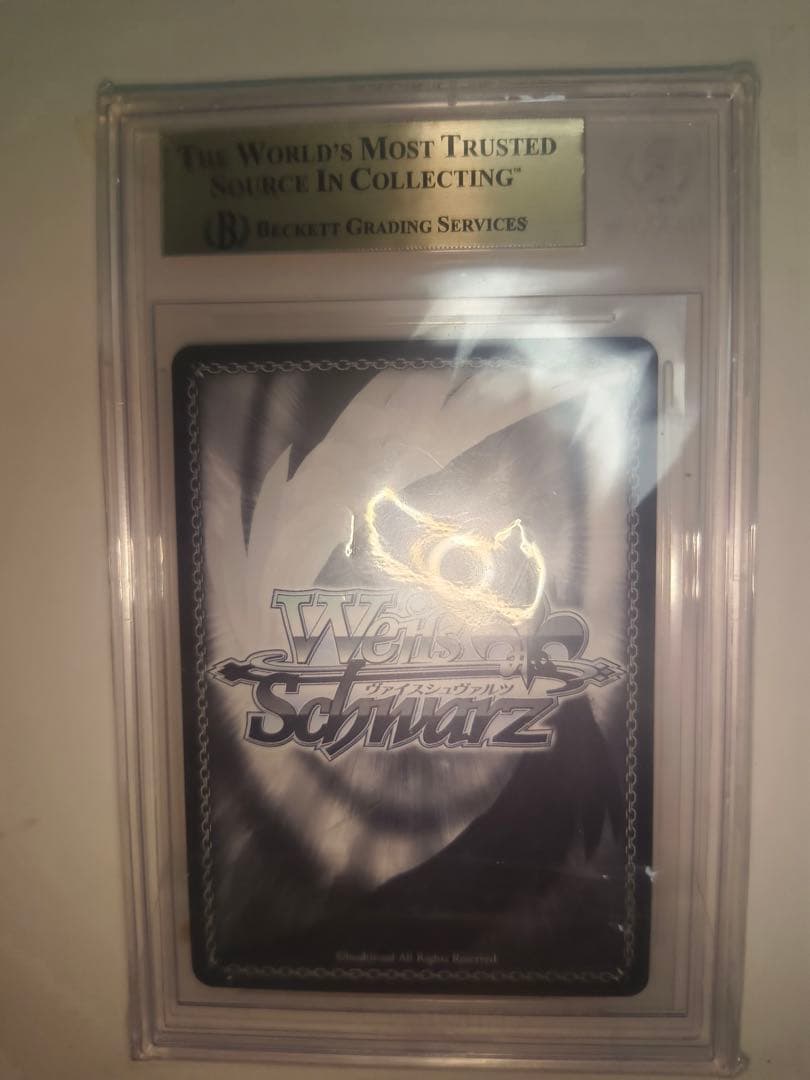 THE WORLD'S MOST TRUSTED
SOURCE IN COLLECTING™
B BECKETT GRADING SERVICES
Weiß
ヴァイスシュヴァルツ
Schwarz
©bushiroad All Rights Reserved.